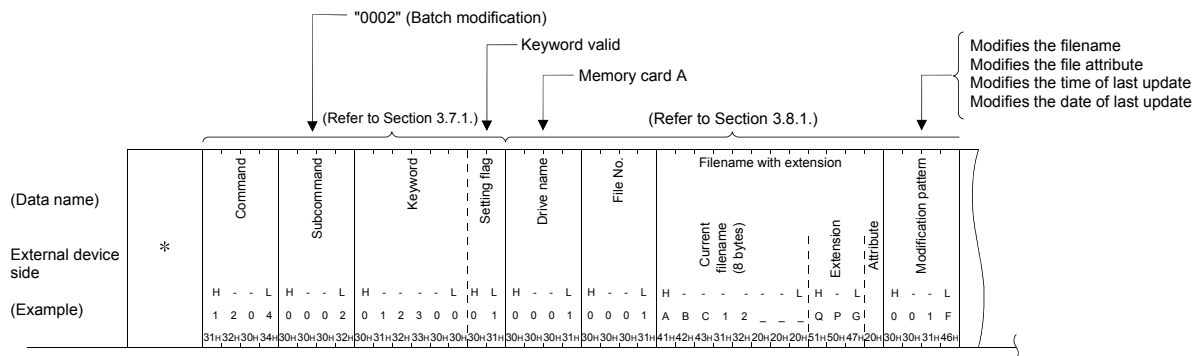 "0002" (Batch modification)
Keyword valid
Memory card A
Modifies the filename
Modifies the file attribute
Modifies the time of last update
Modifies the date of last update
(Refer to Section 3.7.1.) (Refer to Section 3.8.1.)
(Data name)
External device side
(Example)
*
Command
Subcommand
Keyword
Setting flag
Drive name
File No.
Filename with extension
Current filename (8 bytes)
Extension
Attribute
Modification pattern
H - - L H - - L H - - - - L H L H - - L H - - L H - - - - - - L H - L H - - L
1 2 0 4 0 0 0 2 0 1 2 3 0 0 0 1 0 0 0 1 0 0 0 1 A B C 1 2 _ _ _ Q P G 0 0 1 F
31H 32H 30H 34H 30H 30H 30H 32H 30H 31H 32H 33H 30H 30H 30H 31H 30H 30H 30H 31H 30H 30H 30H 31H 41H 42H 43H 31H 32H 20H 20H 20H 51H 50H 47H 20H 30H 30H 31H 46H